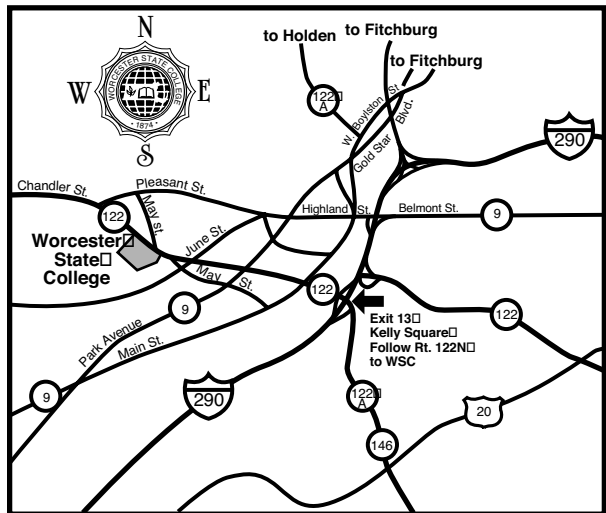 N
W
E
S
WORCESTER STATE COLLEGE
• 1874 •
to Holden
to Fitchburg
to Fitchburg
122
A
W. Boylston St
Gold Star Blvd.
290
Chandler St.
Pleasant St.
122
May st.
Highland St.
Belmont St.
9
Worcester
State
College
June St.
May St.
122
9
Park Avenue
Main St.
Exit 13
Kelly Square
Follow Rt. 122N
to WSC
122
9
290
122
A
20
146